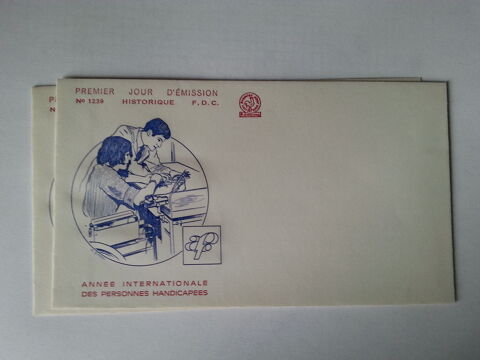 PREMIER JOUR D'ÉMISSION
No 1239 HISTORIQUE F. D. C.
ANNEE INTERNATIONALE
DES PERSONNES HANDICAPEES
P
N